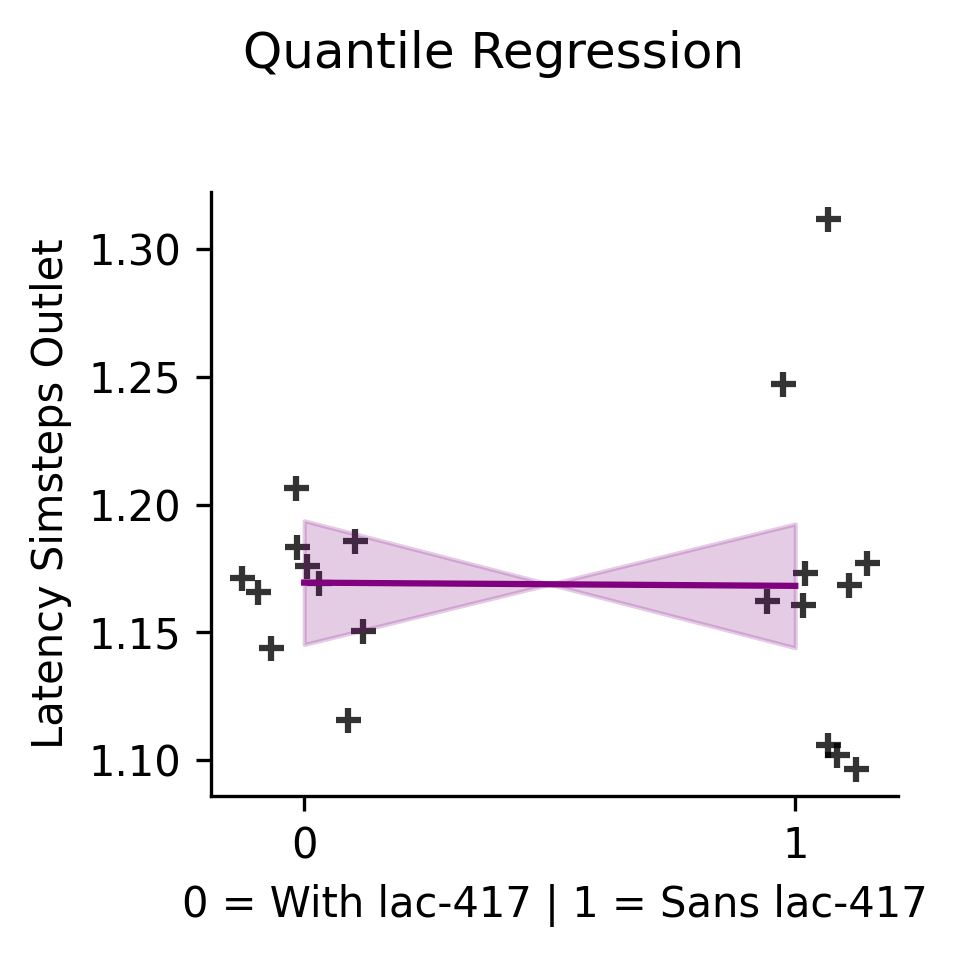 Quantile Regression
Latency Simsteps Outlet
1.30
1.25
1.20
1.15
1.10
0
1
0 = With lac-417 | 1 = Sans lac-417